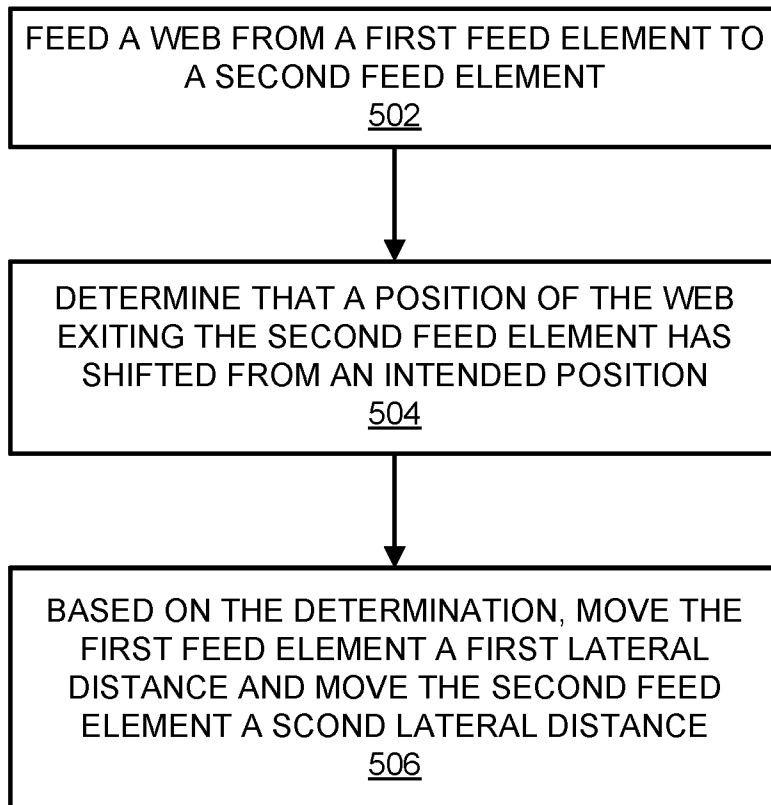 FEED A WEB FROM A FIRST FEED ELEMENT TO
A SECOND FEED ELEMENT
502
DETERMINE THAT A POSITION OF THE WEB
EXITING THE SECOND FEED ELEMENT HAS
SHIFTED FROM AN INTENDED POSITION
504
BASED ON THE DETERMINATION, MOVE THE
FIRST FEED ELEMENT A FIRST LATERAL
DISTANCE AND MOVE THE SECOND FEED
ELEMENT A SCOND LATERAL DISTANCE
506